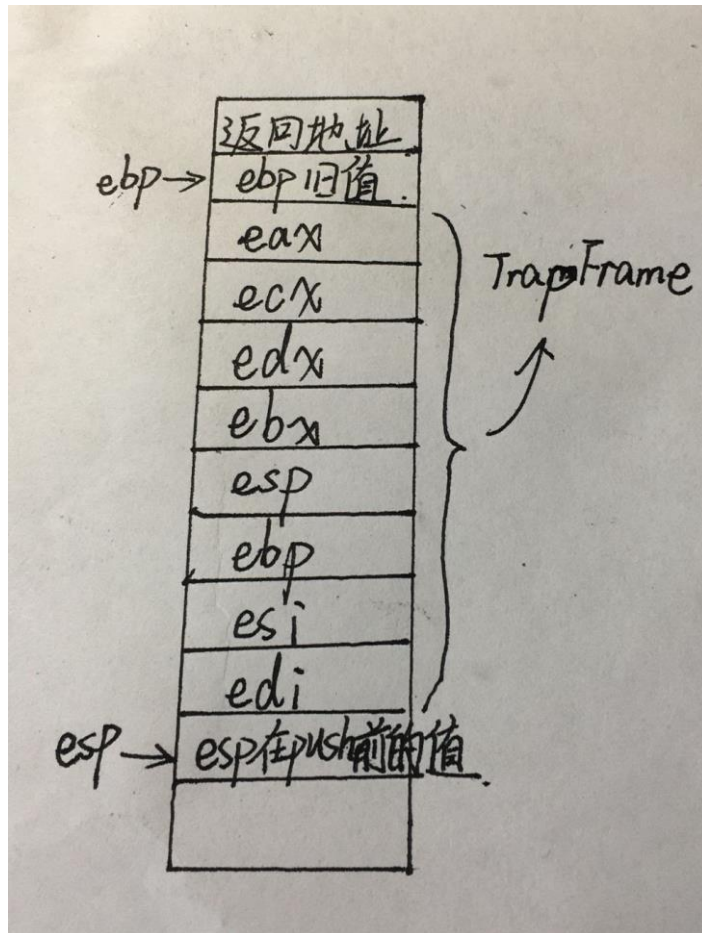 返回地址
ebp→ ebp旧值.
eax
ecx
TrapFrame
edx
ebx
esp
ebp
esi
edi
esp→ esp在push前的值.